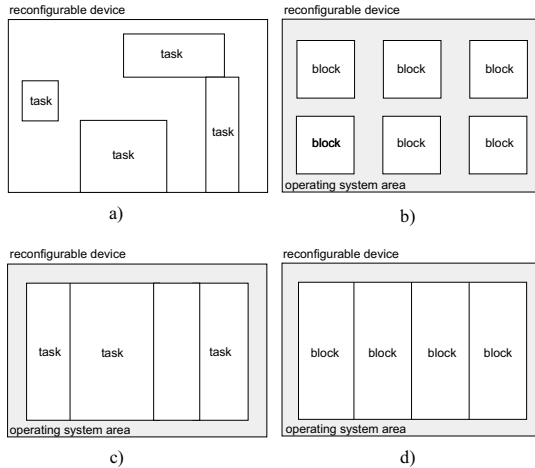 reconfigurable device
task
task
task
task
a)
reconfigurable device
block
block
block
block
block
block
operating system area
b)
reconfigurable device
task
task
task
operating system area
c)
reconfigurable device
block
block
block
block
operating system area
d)